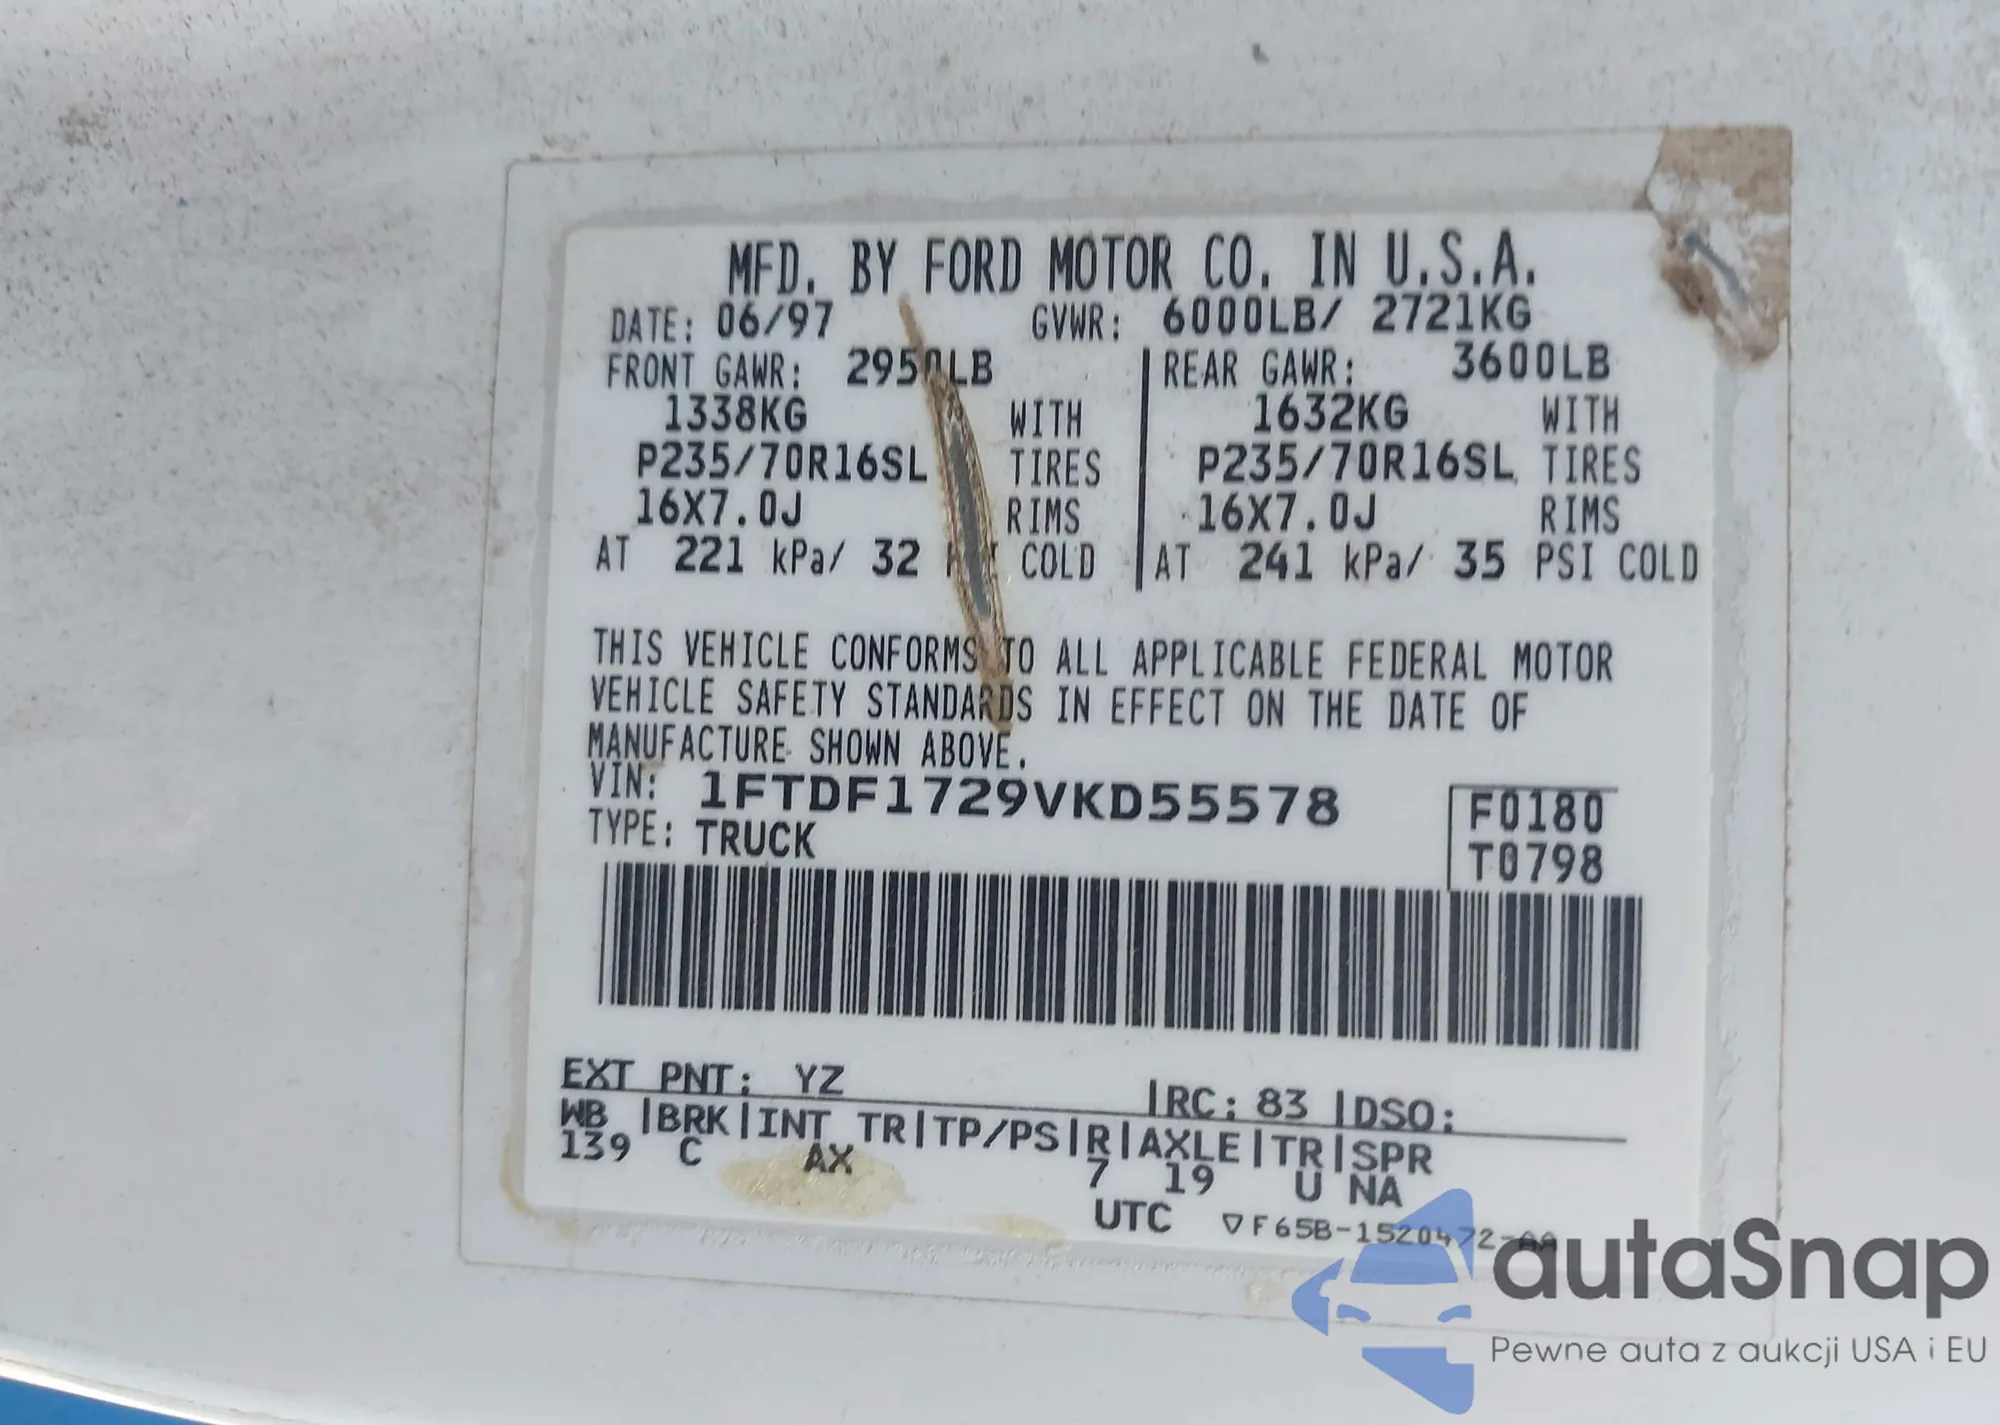 MFD. BY FORD MOTOR CO. IN U.S.A.
DATE: 06/97 GVWR: 6000LB/ 2721KG
FRONT GAWR: 2950LB REAR GAWR: 3600LB
1338KG WITH 1632KG WITH
P235/70R16SL TIRES P235/70R16SL TIRES
16X7.0J RIMS 16X7.0J RIMS
AT 221 kPa/ 32 COLD AT 241 kPa/ 35 PSI COLD
THIS VEHICLE CONFORMS TO ALL APPLICABLE FEDERAL MOTOR
VEHICLE SAFETY STANDARDS IN EFFECT ON THE DATE OF
MANUFACTURE SHOWN ABOVE.
VIN: 1FTDF1729VKD55578 F0180
TYPE: TRUCK T0798
EXT PNT: YZ |RC: 83 |DSO:
WB |BRK|INT TR|TP/PS|R|AXLE|TR|SPR
139 C AX 7 19 U NA
UTC ▽F65B-1520472-AA
autaSnap
Pewne auta z aukcji USA i EU